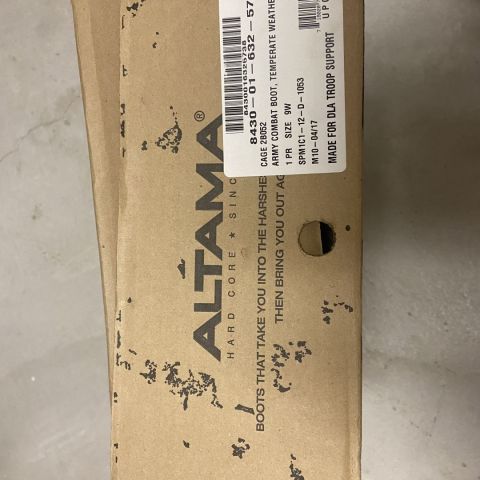 ALTAMA®
HARD CORE ★ SINC
BOOTS THAT TAKE YOU INTO THE HARSHE
THEN BRING YOU OUT AG
8430016325738
8430-01-632-57
CAGE 2B052
ARMY COMBAT BOOT, TEMPERATE WEATHE
1 PR SIZE 9W
SPM1C1-12-D-1053
M10-04/17
MADE FOR DLA TROOP SUPPORT
U P C